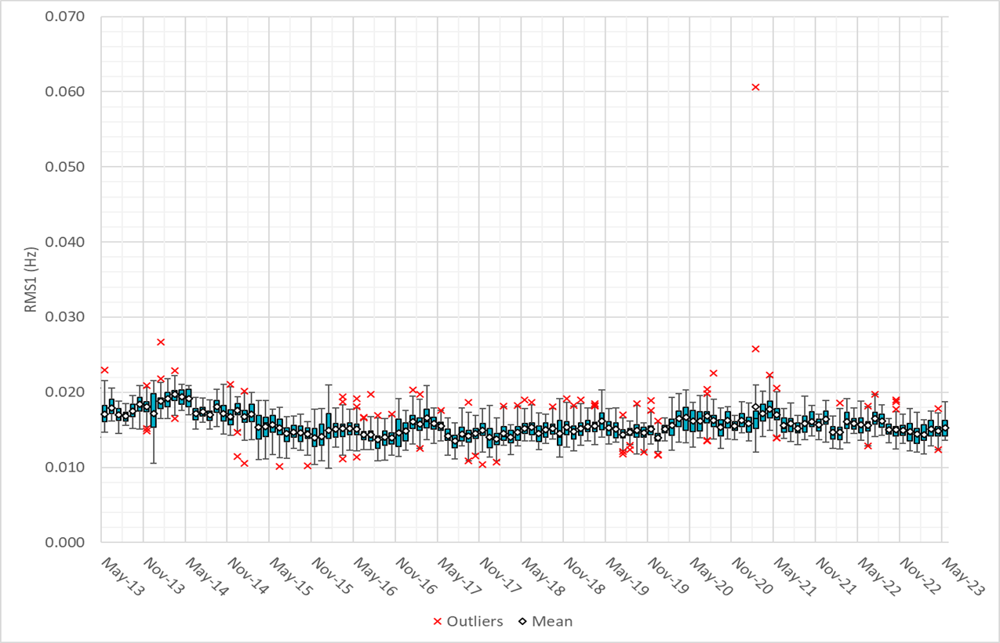 0.070
0.060
0.050
0.040
0.030
0.020
0.010
0.000
RMS1 (Hz)
May-13
Nov-13
May-14
Nov-14
May-15
Nov-15
May-16
Nov-16
May-17
Nov-17
May-18
Nov-18
May-19
Nov-19
May-20
Nov-20
May-21
Nov-21
May-22
Nov-22
May-23
Outliers Mean